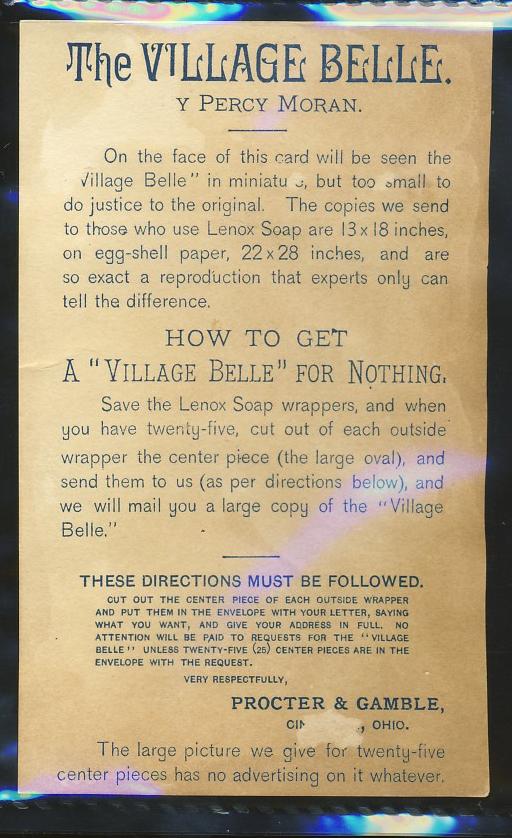 The VILLAGE BELLE.
Y PERCY MORAN.
On the face of this card will be seen the
Village Belle" in miniature, but too small to
do justice to the original. The copies we send
to those who use Lenox Soap are 13x18 inches,
on egg-shell paper, 22x28 inches, and are
so exact a reproduction that experts only can
tell the difference.
HOW TO GET
A "VILLAGE BELLE" FOR NOTHING.
Save the Lenox Soap wrappers, and when
you have twenty-five, cut out of each outside
wrapper the center piece (the large oval), and
send them to us (as per directions below), and
we will mail you a large copy of the "Village
Belle."
THESE DIRECTIONS MUST BE FOLLOWED.
CUT OUT THE CENTER PIECE OF EACH OUTSIDE WRAPPER
AND PUT THEM IN THE ENVELOPE WITH YOUR LETTER, SAYING
WHAT YOU WANT, AND GIVE YOUR ADDRESS IN FULL. NO
ATTENTION WILL BE PAID TO REQUESTS FOR THE "VILLAGE
BELLE" UNLESS TWENTY-FIVE (25) CENTER PIECES ARE IN THE
ENVELOPE WITH THE REQUEST.
VERY RESPECTFULLY,
PROCTER & GAMBLE,
OHIO.
The large picture we give for twenty-five
center pieces has no advertising on it whatever.